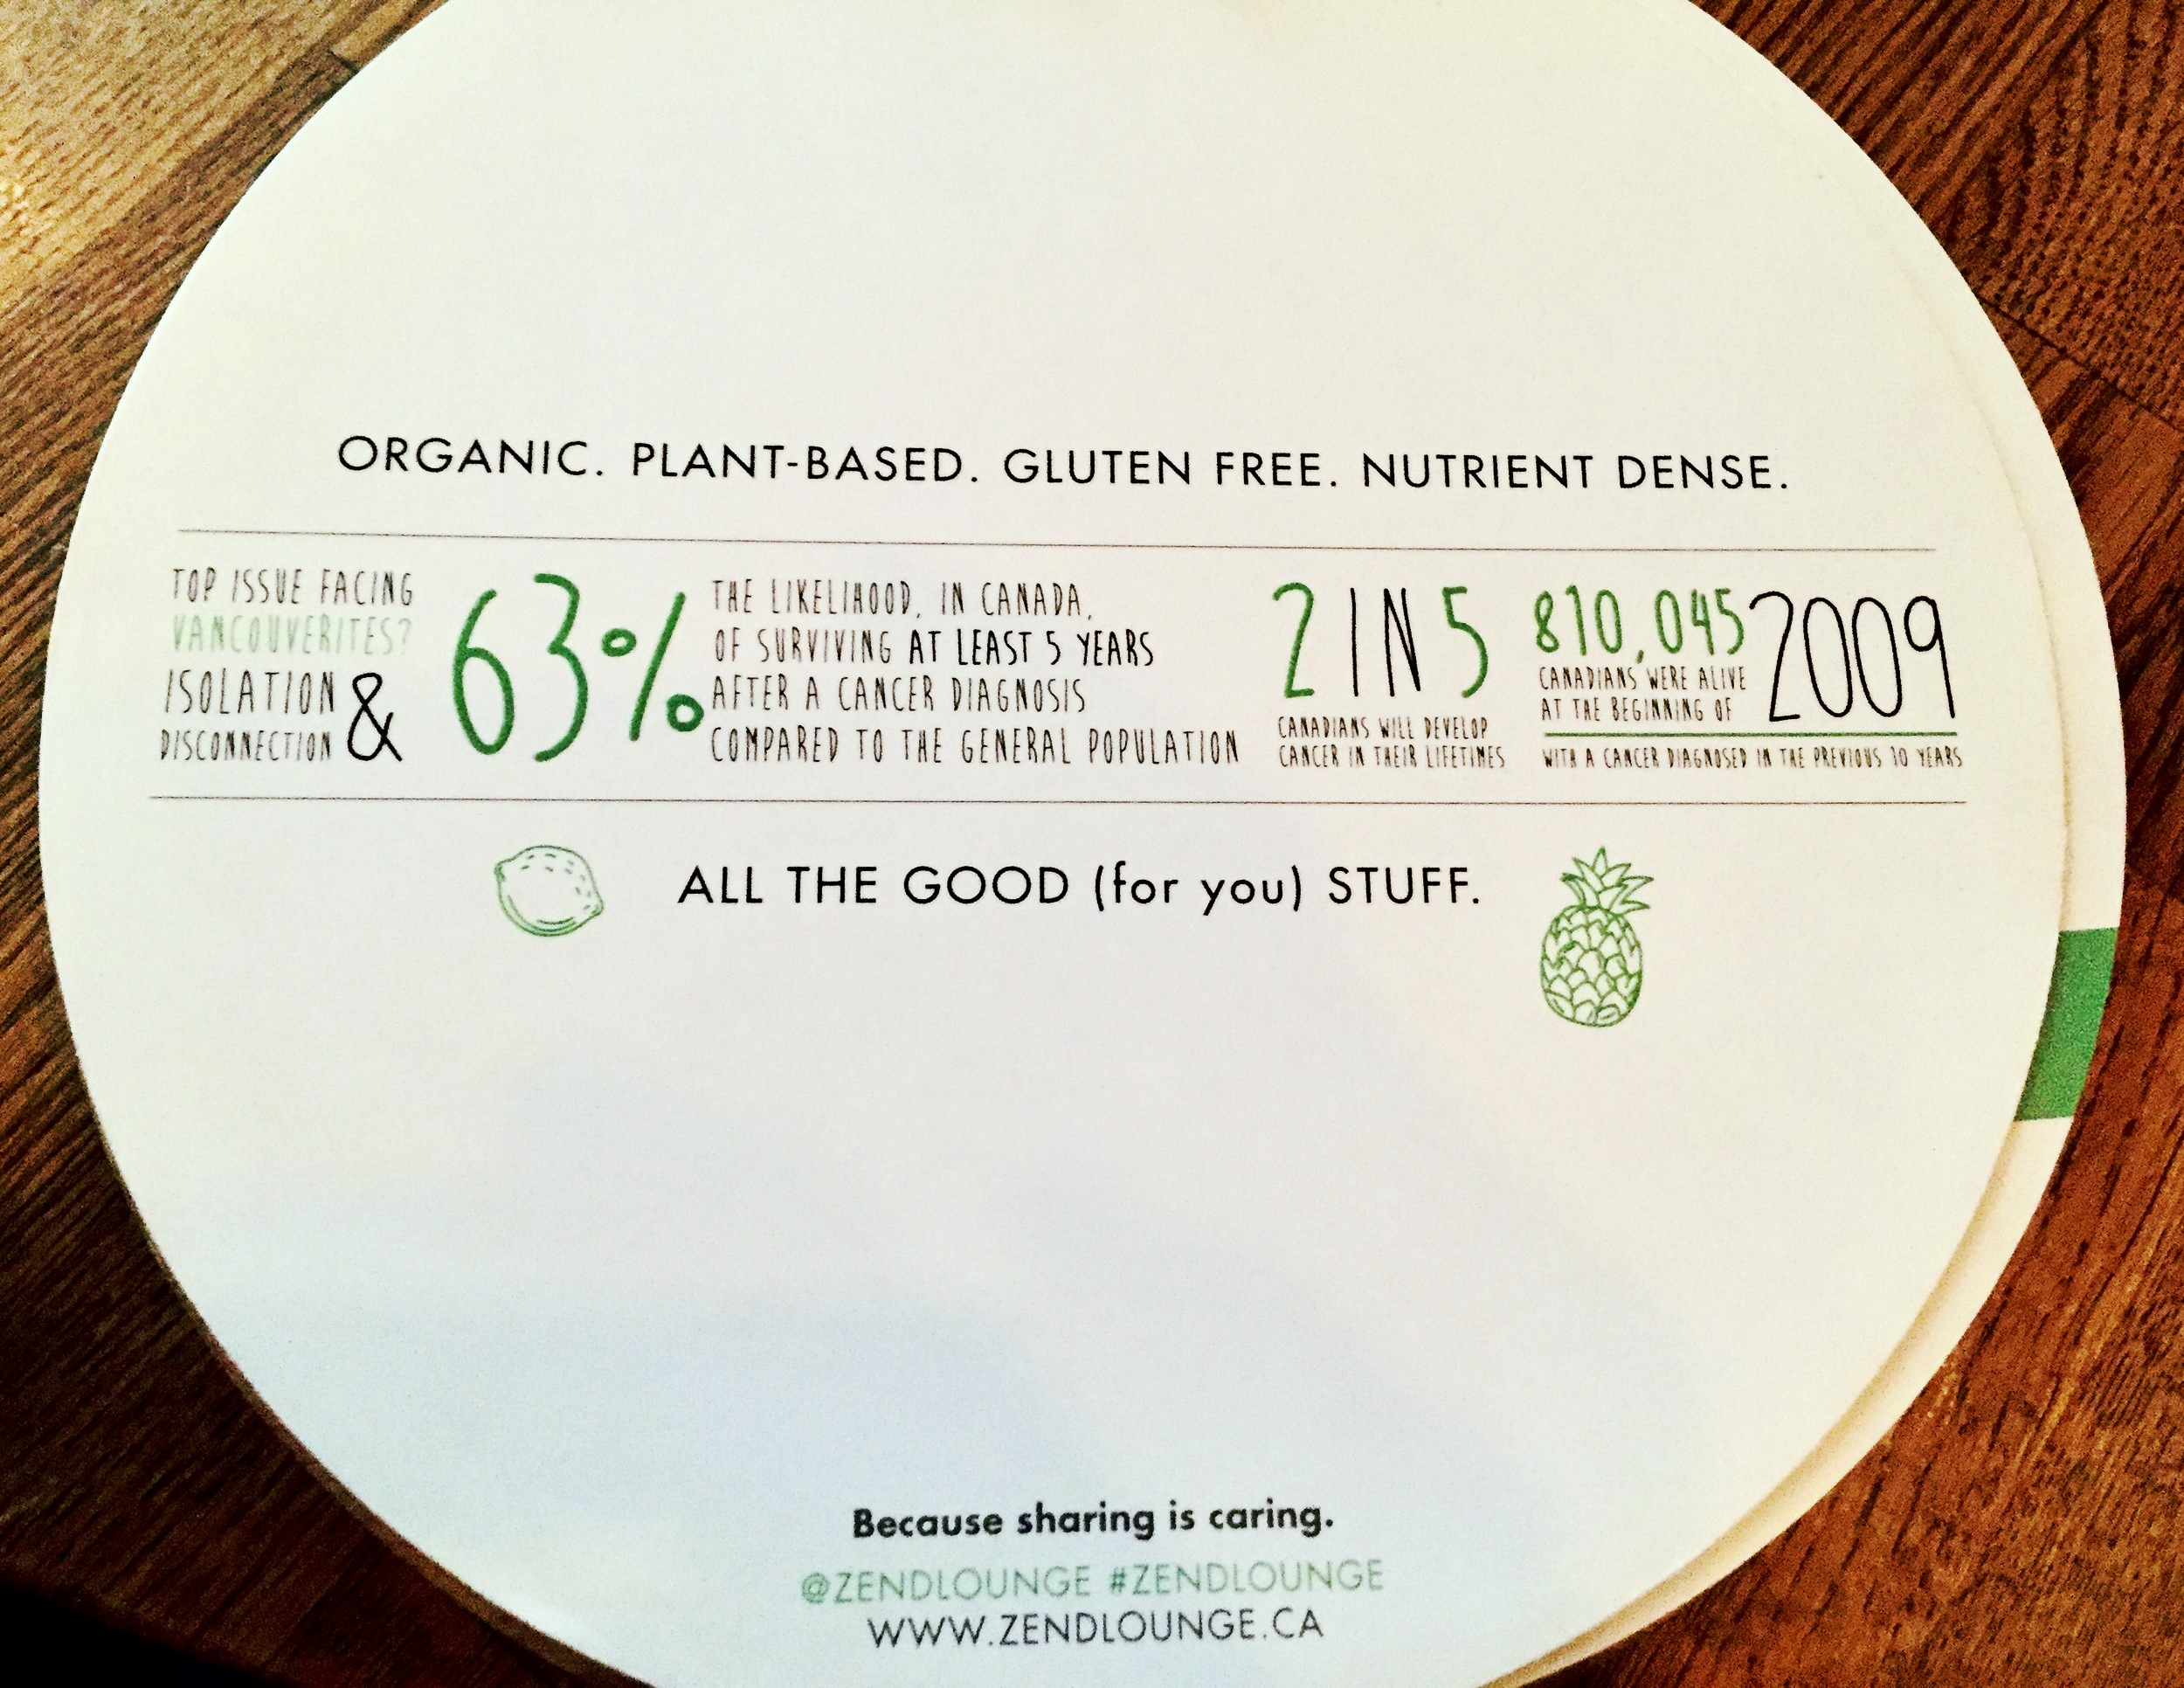 ORGANIC. PLANT-BASED. GLUTEN FREE. NUTRIENT DENSE.
TOP ISSUE FACING
VANCOUVERITES?
ISOLATION
& DISCONNECTION
63%
THE LIKELIHOOD, IN CANADA,
OF SURVIVING AT LEAST 5 YEARS
AFTER A CANCER DIAGNOSIS
COMPARED TO THE GENERAL POPULATION
2 IN 5
CANADIANS WILL DEVELOP
CANCER IN THEIR LIFETIMES
810,045
CANADIANS WERE ALIVE
AT THE BEGINNING OF
2009
WITH A CANCER DIAGNOSED IN THE PREVIOUS 10 YEARS
ALL THE GOOD (for you) STUFF.
Because sharing is caring.
@ZENDLOUNGE #ZENDLOUNGE
WWW.ZENDLOUNGE.CA